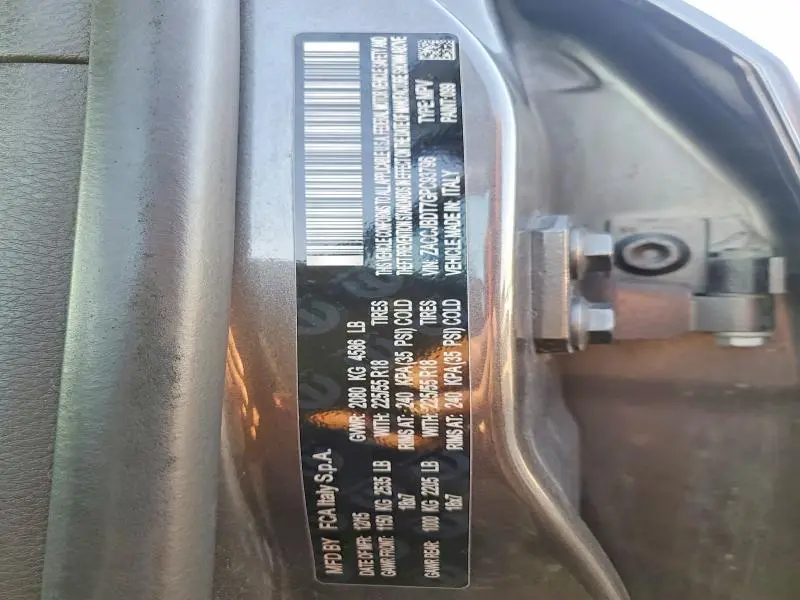 MFD BY FCA Italy S.p.A.
DATE OF MFR: 12/15 GVWR: 2080 KG 4586 LB
GAWR FRONT: 1150 KG 2535 LB WITH: 225/55 R18 TIRES
18x7 RIMS AT: 240 KPA(35 PSI) COLD
GAWR REAR: 1000 KG 2205 LB WITH: 225/55 R18 TIRES
18x7 RIMS AT: 240 KPA(35 PSI) COLD
THIS VEHICLE CONFORMS TO ALL APPLICABLE U.S.A. FEDERAL MOTOR VEHICLE SAFETY AND
THEFT PREVENTION STANDARDS IN EFFECT ON THE DATE OF MANUFACTURE SHOWN ABOVE
VIN: ZACCJBDT7GPC93796 TYPE: MPV
VEHICLE MADE IN: ITALY PAINT: 099